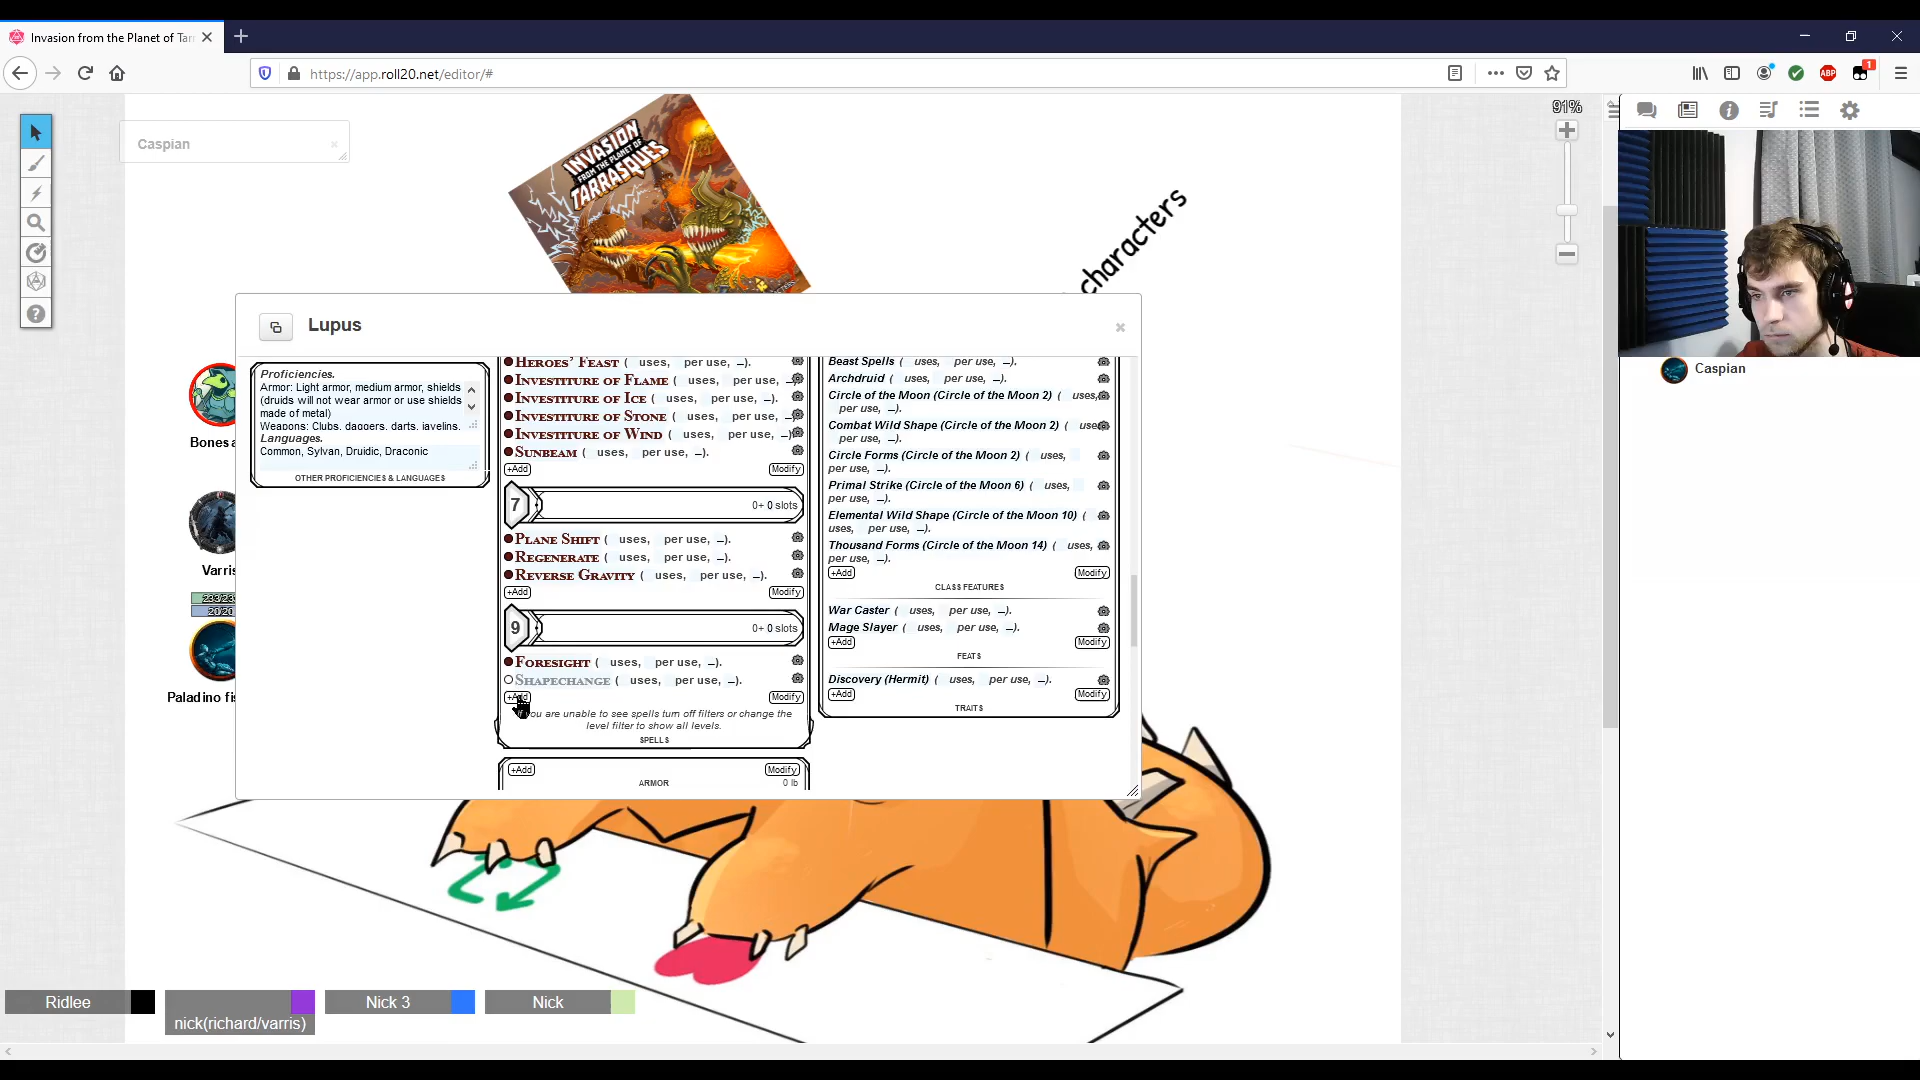 Invasion from the Planet of Tar
https://app.roll20.net/editor/#
1
91%
Caspian
INVASION
FROM THE PLANET OF
TARRASQUES
characters
Caspian
Lupus
Proficiencies.
Armor: Light armor, medium armor, shields
(druids will not wear armor or use shields
made of metal)
Weapons: Clubs, daggers, darts, javelins,
Languages.
Common, Sylvan, Druidic, Draconic
OTHER PROFICIENCIES & LANGUAGES
HEROES' FEAST ( uses, per use, –).
INVESTITURE OF FLAME ( uses, per use, –
INVESTITURE OF ICE ( uses, per use, –).
INVESTITURE OF STONE ( uses, per use, –
INVESTITURE OF WIND ( uses, per use, –)
SUNBEAM ( uses, per use, –).
+Add Modify
7 0+ 0 slots
PLANE SHIFT ( uses, per use, –).
REGENERATE ( uses, per use, –).
REVERSE GRAVITY ( uses, per use, –).
+Add Modify
9 0+ 0 slots
FORESIGHT ( uses, per use, –).
SHAPECHANGE ( uses, per use, –).
+Add Modify
you are unable to see spells turn off filters or change the
level filter to show all levels.
SPELLS
+Add Modify
ARMOR 0 lb
Beast Spells ( uses, per use, –).
Archdruid ( uses, per use, –).
Circle of the Moon (Circle of the Moon 2) ( uses,
per use, –).
Combat Wild Shape (Circle of the Moon 2) ( uses
per use, –).
Circle Forms (Circle of the Moon 2) ( uses,
per use, –).
Primal Strike (Circle of the Moon 6) ( uses,
per use, –).
Elemental Wild Shape (Circle of the Moon 10) (
uses, per use, –).
Thousand Forms (Circle of the Moon 14) ( uses,
per use, –).
+Add Modify
CLASS FEATURES
War Caster ( uses, per use, –).
Mage Slayer ( uses, per use, –).
+Add Modify
FEATS
Discovery (Hermit) ( uses, per use, –).
+Add Modify
TRAITS
Bones a
Varris
233/23
20/20
Paladino fi
Ridlee
nick(richard/varris)
Nick 3
Nick